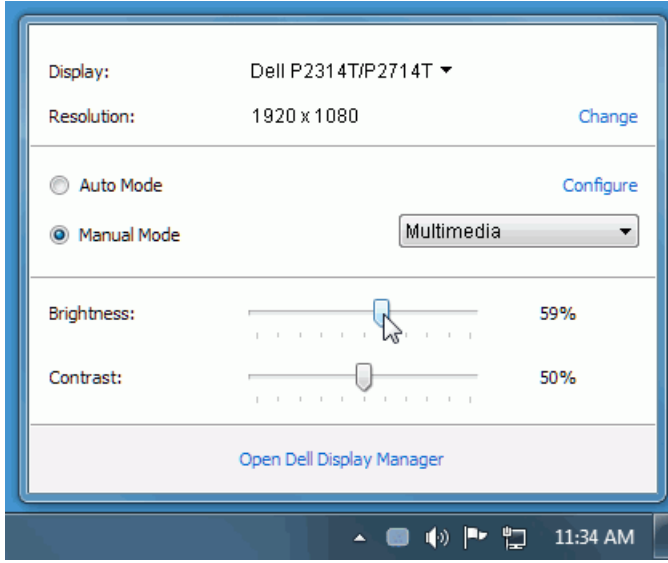 Display: Dell P2314T/P2714T
Resolution: 1920 x 1080 Change
Auto Mode Configure
Manual Mode Multimedia
Brightness: 59%
Contrast: 50%
Open Dell Display Manager
11:34 AM